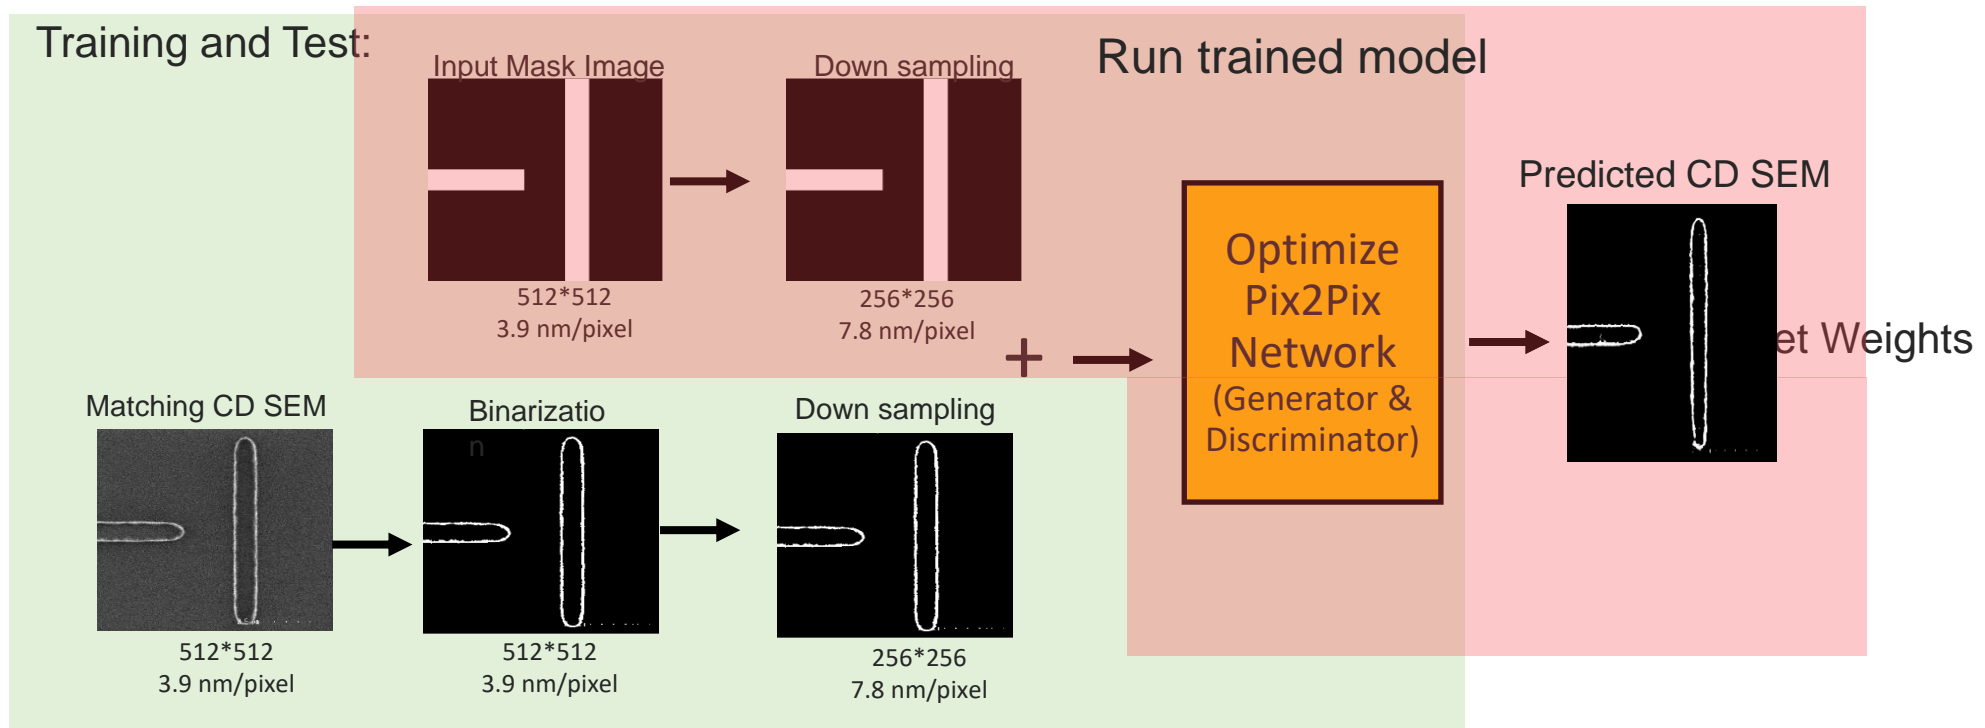 Training and Test:
Run trained model
Input Mask Image
Down sampling
512*512
3.9 nm/pixel
256*256
7.8 nm/pixel
+
Optimize
Pix2Pix
Network
(Generator &
Discriminator)
Predicted CD SEM
Weights
Matching CD SEM
Binarizatio
n
Down sampling
512*512
3.9 nm/pixel
512*512
3.9 nm/pixel
256*256
7.8 nm/pixel